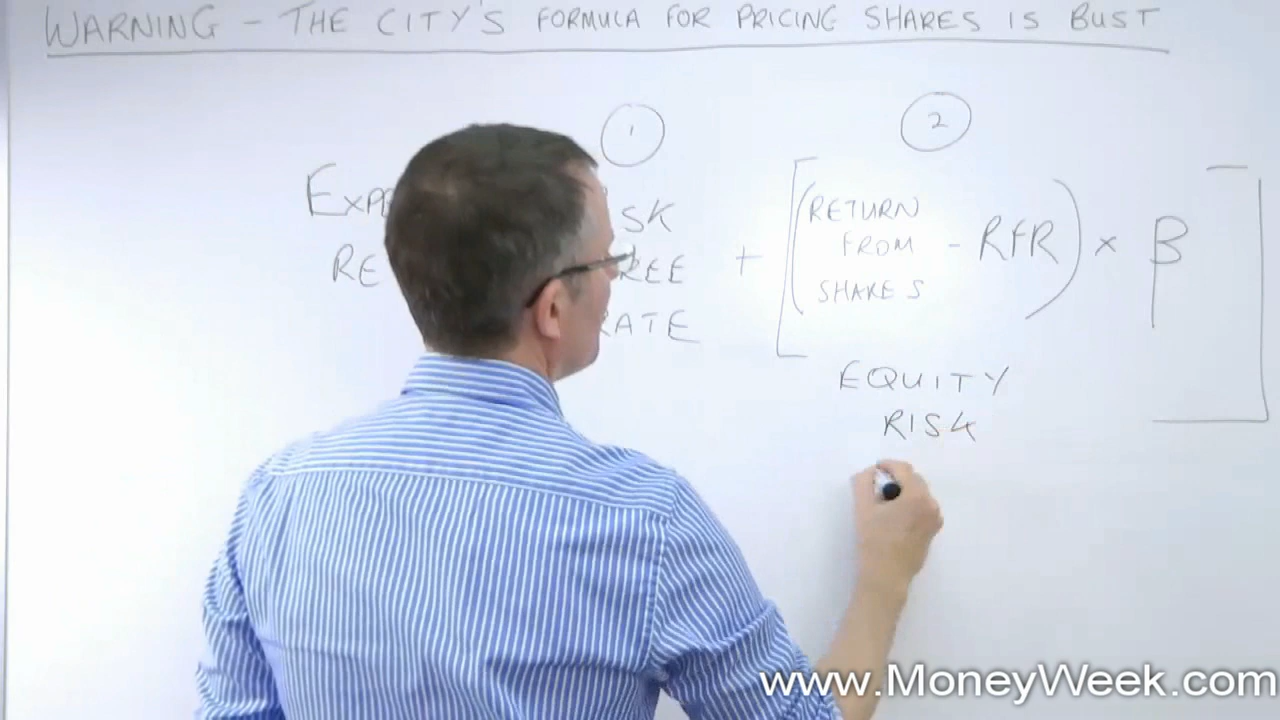 WARNING – THE CITY'S FORMULA FOR PRICING SHARES IS BUST
1
2
EXPE
RE
ISK
REE
RATE
+
[(RETURN
FROM
SHARES
- RFR) × β]
EQUITY
RISK
www.MoneyWeek.com